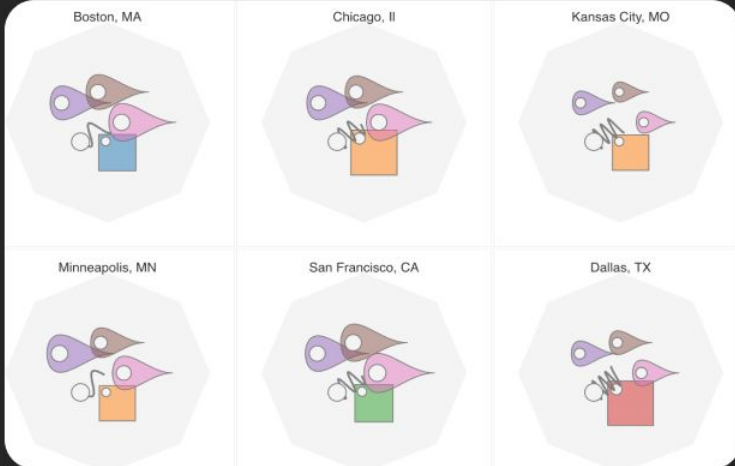 Boston, MA
Chicago, Il
Kansas City, MO
Minneapolis, MN
San Francisco, CA
Dallas, TX